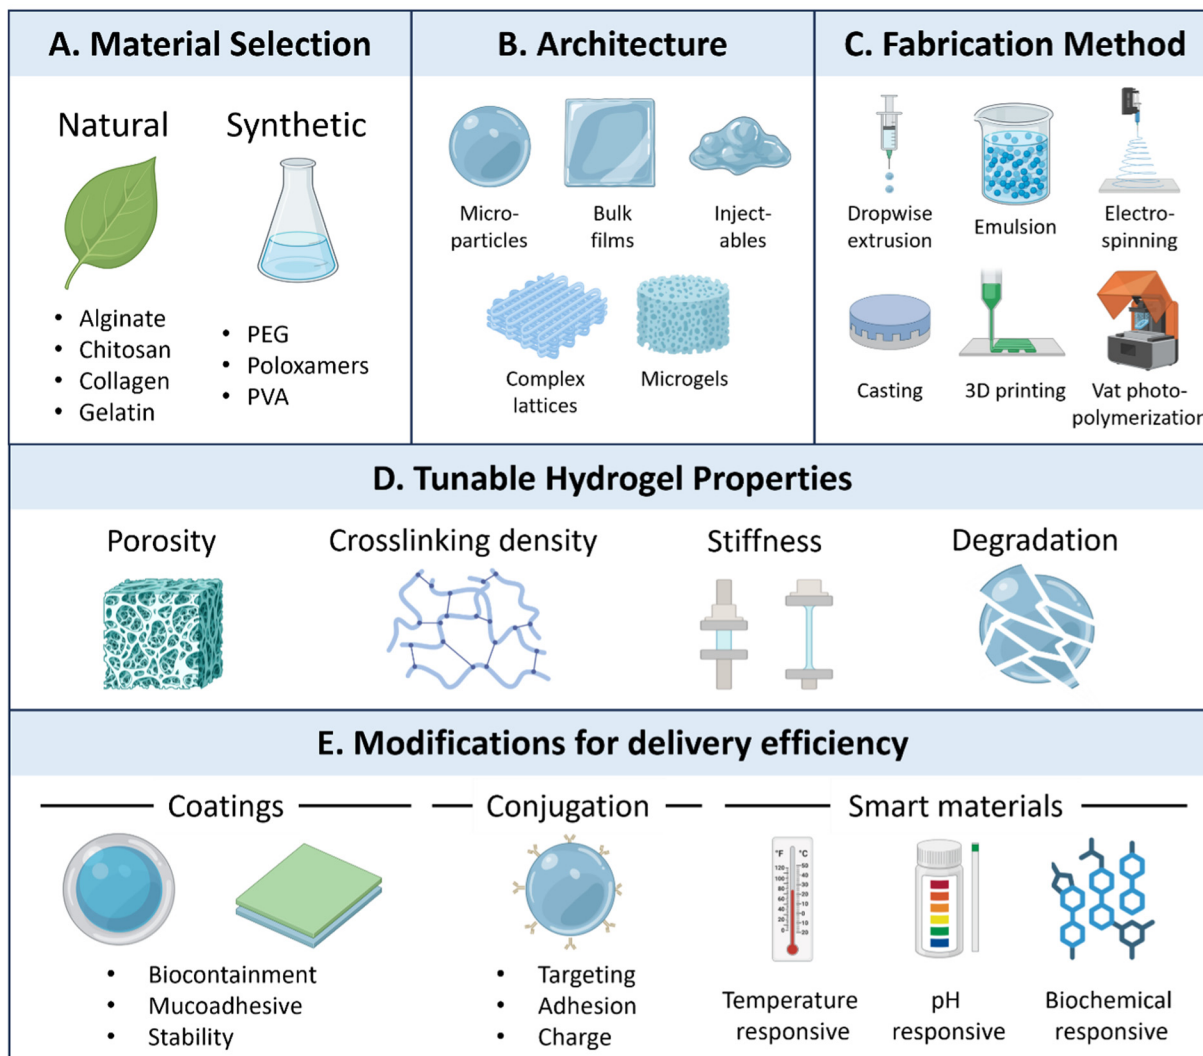 A. Material Selection
Natural
Synthetic
• Alginate
• Chitosan
• Collagen
• Gelatin
• PEG
• Poloxamers
• PVA
B. Architecture
Micro-
particles
Bulk
films
Inject-
ables
Complex
lattices
Microgels
C. Fabrication Method
Dropwise
extrusion
Emulsion
Electro-
spinning
Casting
3D printing
Vat photo-
polymerization
D. Tunable Hydrogel Properties
Porosity
Crosslinking density
Stiffness
Degradation
E. Modifications for delivery efficiency
Coatings
• Biocontainment
• Mucoadhesive
• Stability
Conjugation
• Targeting
• Adhesion
• Charge
Smart materials
°F °C
Temperature
responsive
pH
responsive
Biochemical
responsive